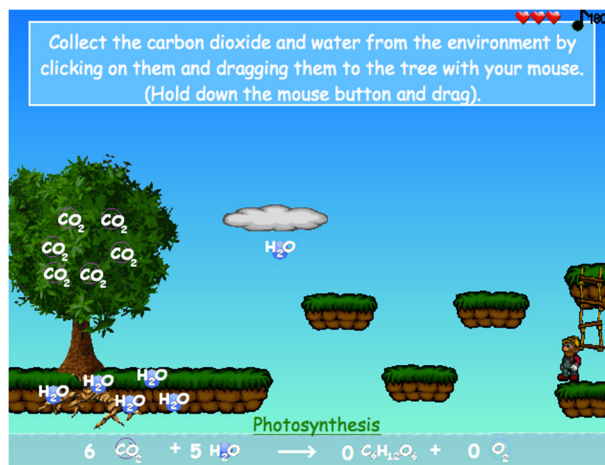 180
Collect the carbon dioxide and water from the environment by
clicking on them and dragging them to the tree with your mouse.
(Hold down the mouse button and drag).
CO₂ CO₂
CO₂ CO₂
CO₂ CO₂
H₂O
H₂O H₂O H₂O
H₂O H₂O
Photosynthesis
6 CO₂ + 5 H₂O ⟶ 0 C₆H₁₂O₆ + 0 O₂